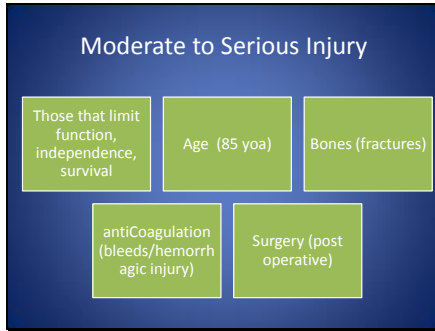 Moderate to Serious Injury
Those that limit
function,
independence,
survival
Age  (85 yoa)
Bones (fractures)
antiCoagulation
(bleeds/hemorrh
agic injury)
Surgery (post
operative)